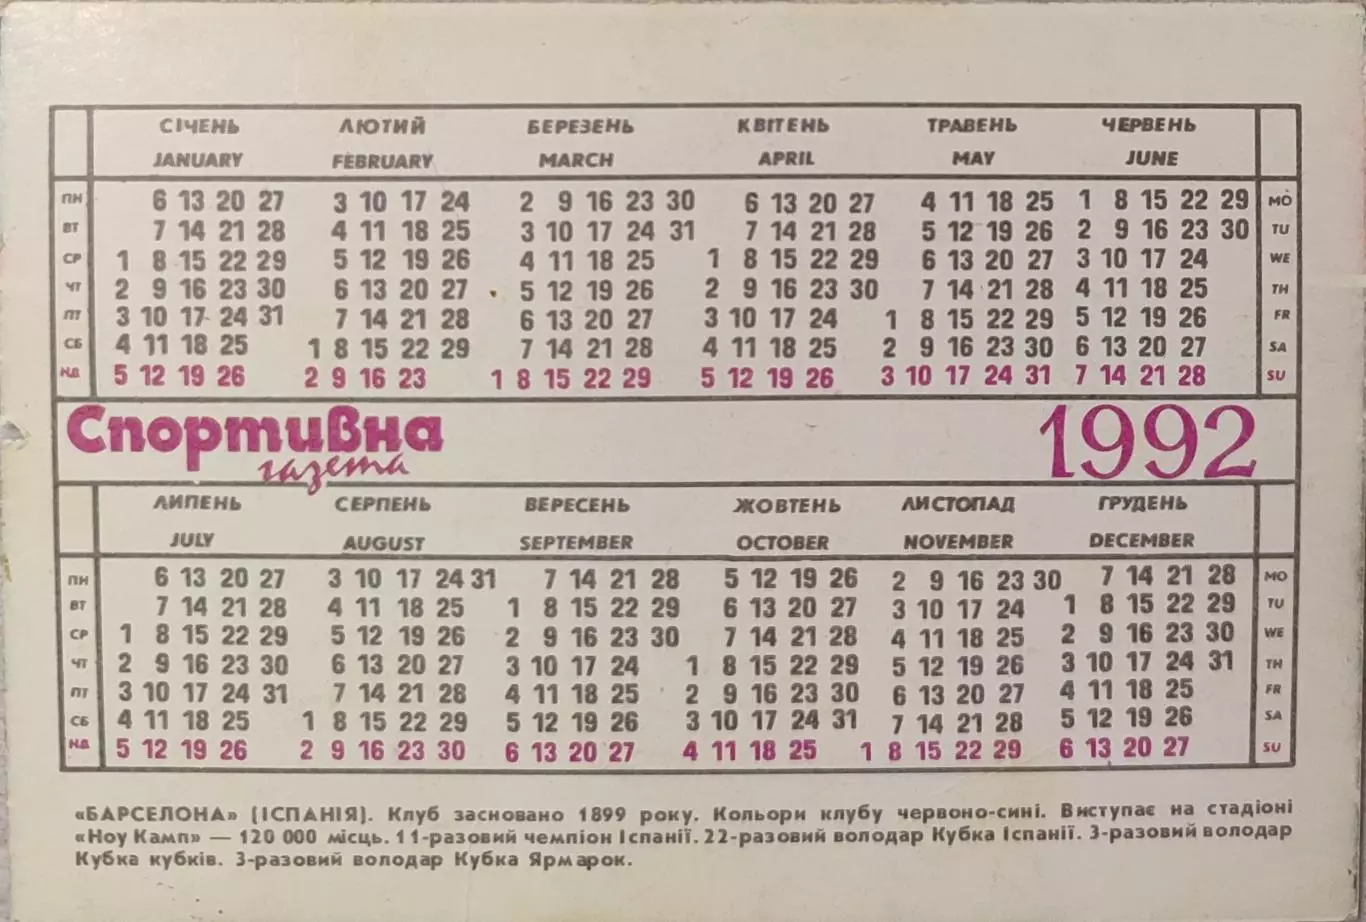 СІЧЕНЬ ЛЮТИЙ БЕРЕЗЕНЬ КВІТЕНЬ ТРАВЕНЬ ЧЕРВЕНЬ
JANUARY FEBRUARY MARCH APRIL MAY JUNE
ПН 6 13 20 27 3 10 17 24 2 9 16 23 30 6 13 20 27 4 11 18 25 1 8 15 22 29 MO
ВТ 7 14 21 28 4 11 18 25 3 10 17 24 31 7 14 21 28 5 12 19 26 2 9 16 23 30 TU
СР 1 8 15 22 29 5 12 19 26 4 11 18 25 1 8 15 22 29 6 13 20 27 3 10 17 24 WE
ЧТ 2 9 16 23 30 6 13 20 27 5 12 19 26 2 9 16 23 30 7 14 21 28 4 11 18 25 TH
ПТ 3 10 17 24 31 7 14 21 28 6 13 20 27 3 10 17 24 1 8 15 22 29 5 12 19 26 FR
СБ 4 11 18 25 1 8 15 22 29 7 14 21 28 4 11 18 25 2 9 16 23 30 6 13 20 27 SA
НД 5 12 19 26 2 9 16 23 1 8 15 22 29 5 12 19 26 3 10 17 24 31 7 14 21 28 SU
Спортивна 1992
газета
ЛИПЕНЬ СЕРПЕНЬ ВЕРЕСЕНЬ ЖОВТЕНЬ ЛИСТОПАД ГРУДЕНЬ
JULY AUGUST SEPTEMBER OCTOBER NOVEMBER DECEMBER
ПН 6 13 20 27 3 10 17 24 31 7 14 21 28 5 12 19 26 2 9 16 23 30 7 14 21 28 MO
ВТ 7 14 21 28 4 11 18 25 1 8 15 22 29 6 13 20 27 3 10 17 24 1 8 15 22 29 TU
СР 1 8 15 22 29 5 12 19 26 2 9 16 23 30 7 14 21 28 4 11 18 25 2 9 16 23 30 WE
ЧТ 2 9 16 23 30 6 13 20 27 3 10 17 24 1 8 15 22 29 5 12 19 26 3 10 17 24 31 TH
ПТ 3 10 17 24 31 7 14 21 28 4 11 18 25 2 9 16 23 30 6 13 20 27 4 11 18 25 FR
СБ 4 11 18 25 1 8 15 22 29 5 12 19 26 3 10 17 24 31 7 14 21 28 5 12 19 26 SA
НД 5 12 19 26 2 9 16 23 30 6 13 20 27 4 11 18 25 1 8 15 22 29 6 13 20 27 SU
«БАРСЕЛОНА» (ІСПАНІЯ). Клуб засновано 1899 року. Кольори клубу червоно-сині. Виступає на стадіоні
«Ноу Камп» — 120 000 місць. 11-разовий чемпіон Іспанії. 22-разовий володар Кубка Іспанії. 3-разовий володар
Кубка кубків. 3-разовий володар Кубка Ярмарок.